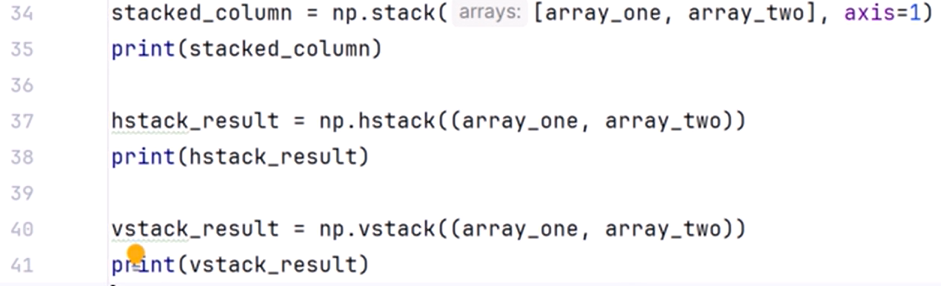 34 stacked_column = np.stack( arrays: [array_one, array_two], axis=1)
35 print(stacked_column)
36
37 hstack_result = np.hstack((array_one, array_two))
38 print(hstack_result)
39
40 vstack_result = np.vstack((array_one, array_two))
41 print(vstack_result)